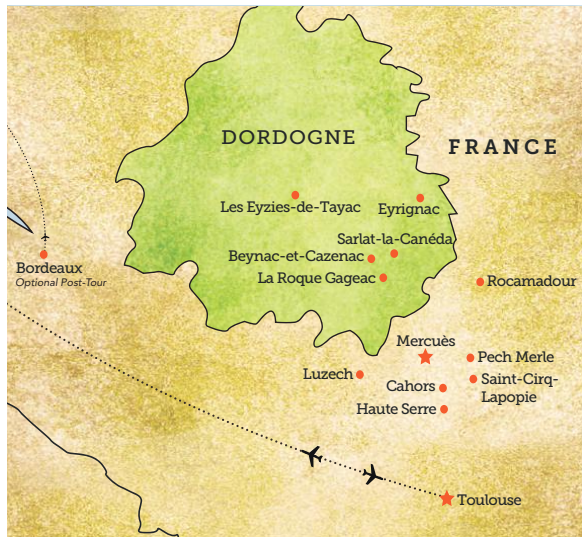 DORDOGNE
FRANCE
Les Eyzies-de-Tayac
Eyrignac
Sarlat-la-Canéda
Beynac-et-Cazenac
La Roque Gageac
Bordeaux
Optional Post-Tour
Rocamadour
Mercuès
Pech Merle
Luzech
Saint-Cirq-
Lapopie
Cahors
Haute Serre
Toulouse